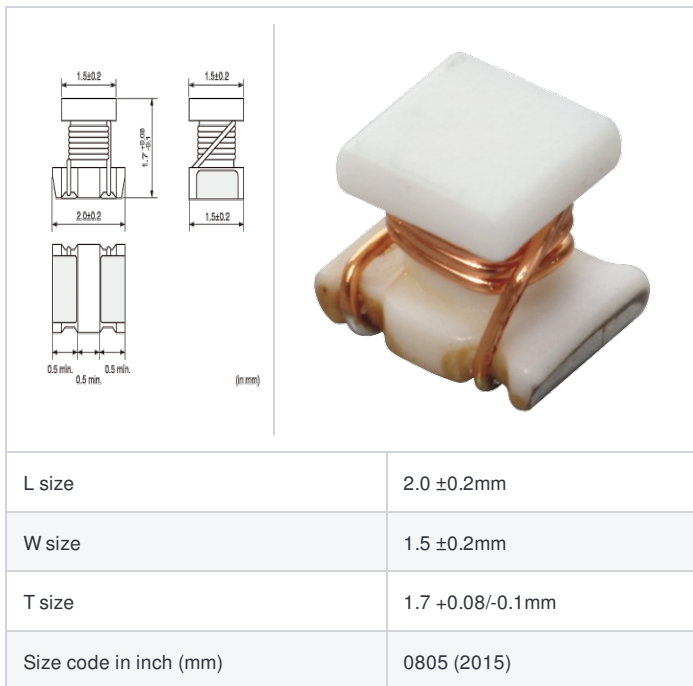 1.5±0.2
1.5±0.2
1.7 +0.08 -0.1
2.0±0.2
1.5±0.2
0.5 min.
0.5 min.
0.5 min.
(in mm)
L size 2.0 ±0.2mm
W size 1.5 ±0.2mm
T size 1.7 +0.08/-0.1mm
Size code in inch (mm) 0805 (2015)